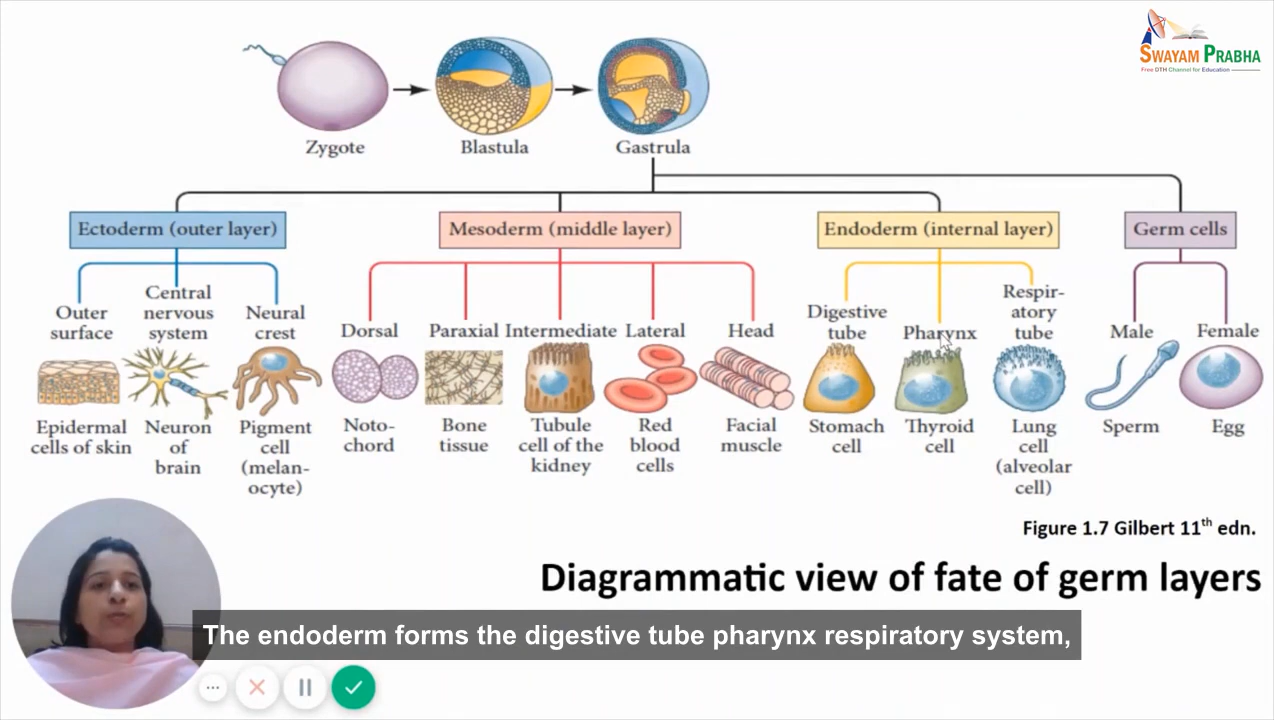 SWAYAM PRABHA
Free DTH Channel for Education
Zygote
Blastula
Gastrula
Ectoderm (outer layer)
Mesoderm (middle layer)
Endoderm (internal layer)
Germ cells
Outer
surface
Central
nervous
system
Neural
crest
Dorsal
Paraxial
Intermediate
Lateral
Head
Digestive
tube
Pharynx
Respir-
atory
tube
Male
Female
Epidermal
cells of skin
Neuron
of
brain
Pigment
cell
(melan-
ocyte)
Noto-
chord
Bone
tissue
Tubule
cell of the
kidney
Red
blood
cells
Facial
muscle
Stomach
cell
Thyroid
cell
Lung
cell
(alveolar
cell)
Sperm
Egg
Figure 1.7 Gilbert 11th edn.
Diagrammatic view of fate of germ layers
The endoderm forms the digestive tube pharynx respiratory system,